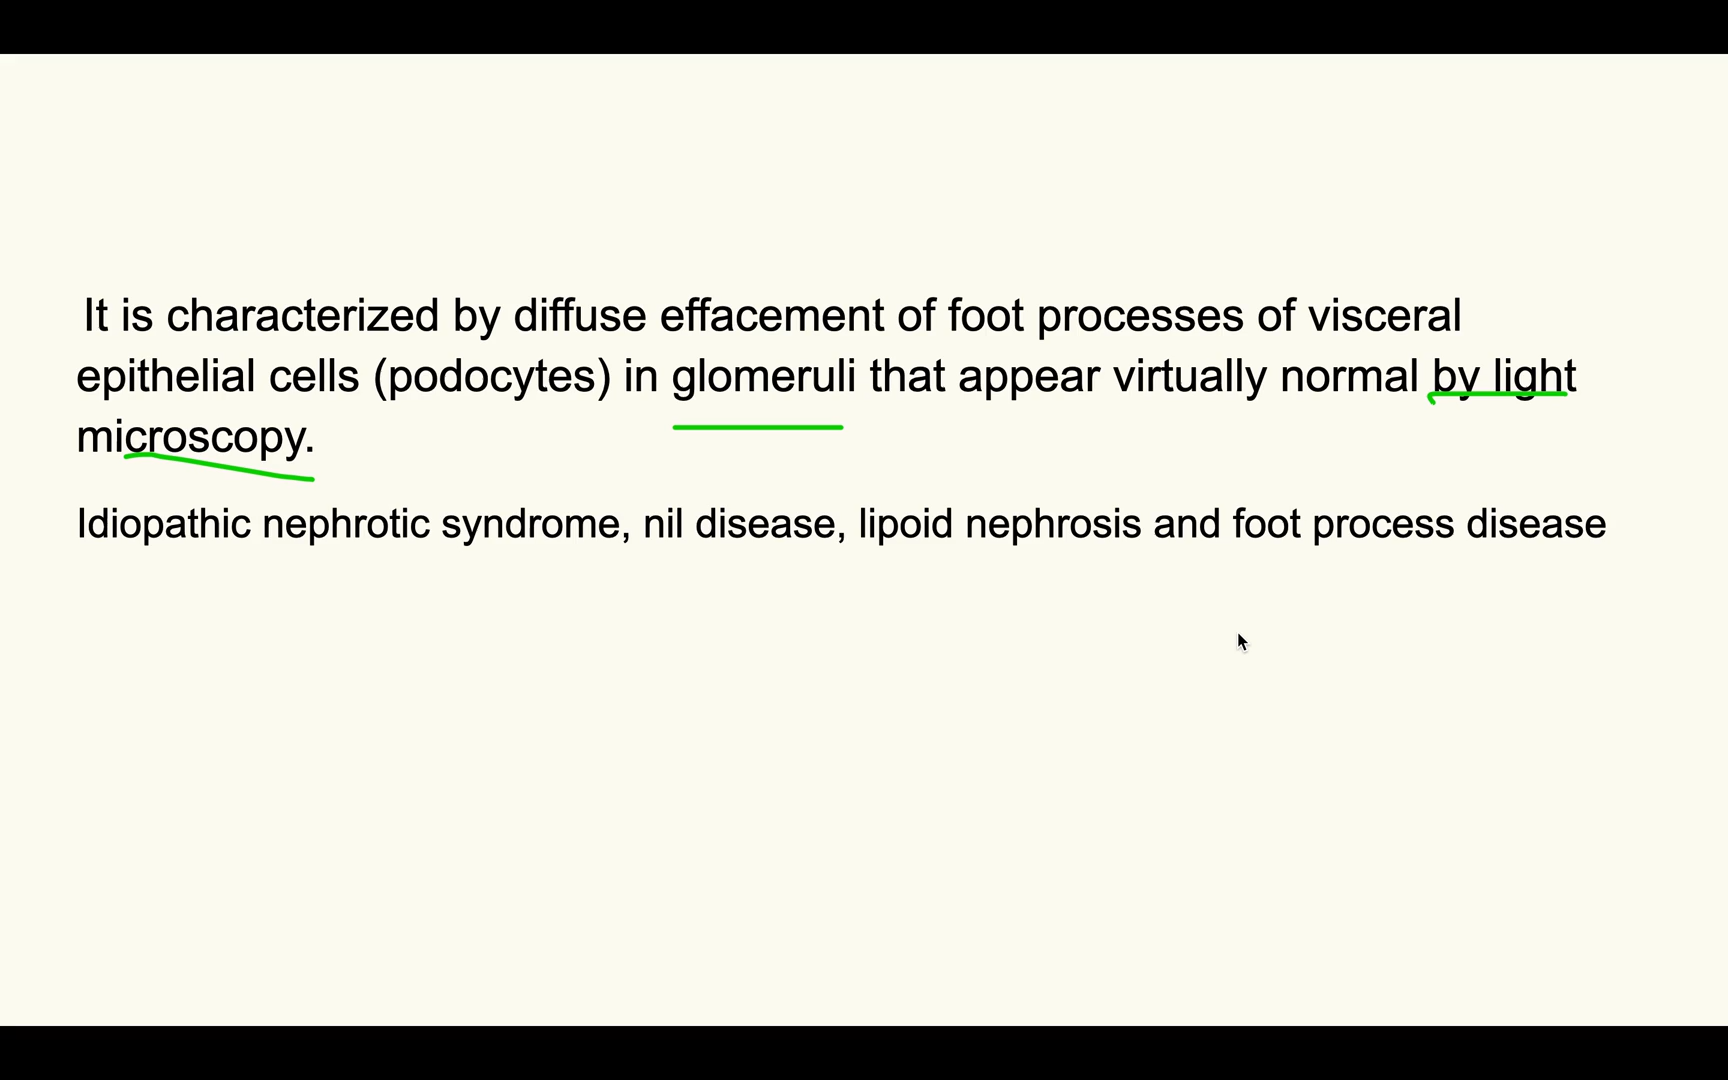 It is characterized by diffuse effacement of foot processes of visceral
epithelial cells (podocytes) in glomeruli that appear virtually normal by light
microscopy.
Idiopathic nephrotic syndrome, nil disease, lipoid nephrosis and foot process disease